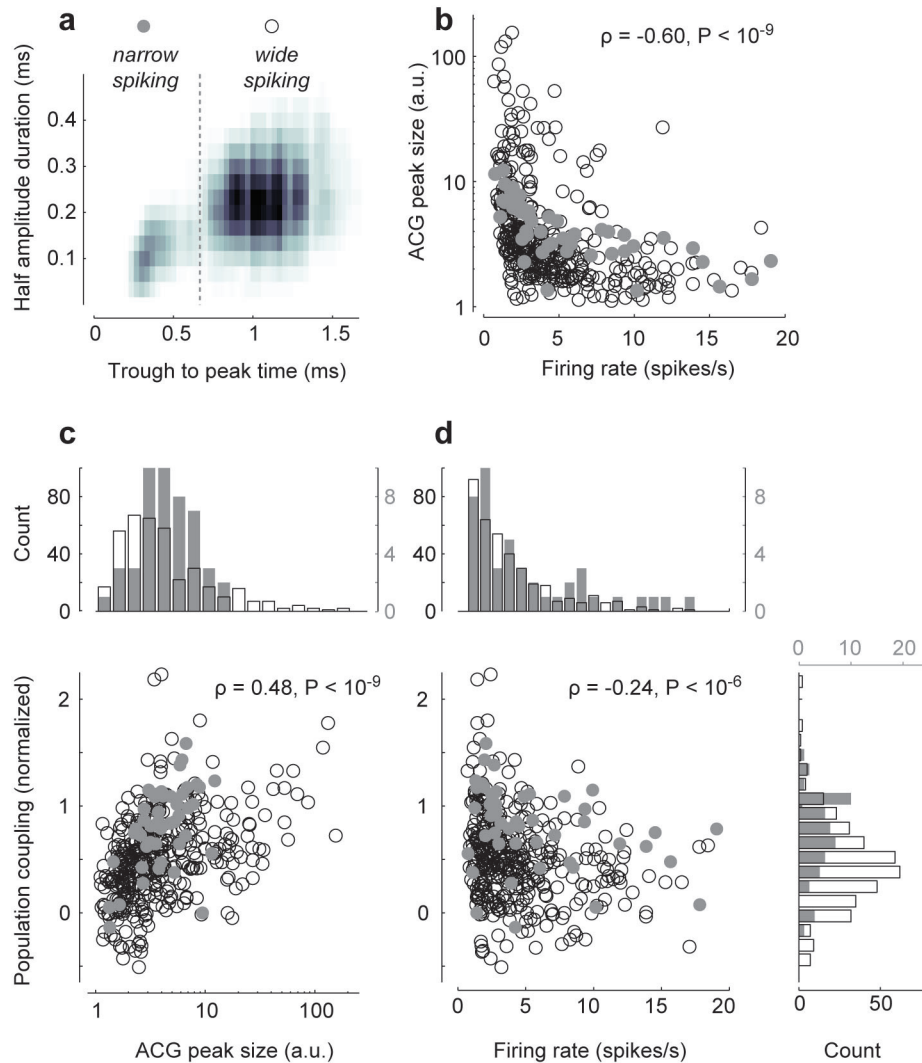 a
narrow spiking
wide spiking
Half amplitude duration (ms)
0.4
0.3
0.2
0.1
0
0.5
1
1.5
Trough to peak time (ms)
b
ρ = -0.60, P < 10⁻⁹
ACG peak size (a.u.)
100
10
1
0
5
10
15
20
Firing rate (spikes/s)
c
Count
80
40
0
8
4
0
ρ = 0.48, P < 10⁻⁹
Population coupling (normalized)
2
1
0
1
10
100
ACG peak size (a.u.)
d
80
40
0
8
4
0
ρ = -0.24, P < 10⁻⁶
2
1
0
0
5
10
15
20
Firing rate (spikes/s)
0
10
20
0
50
Count